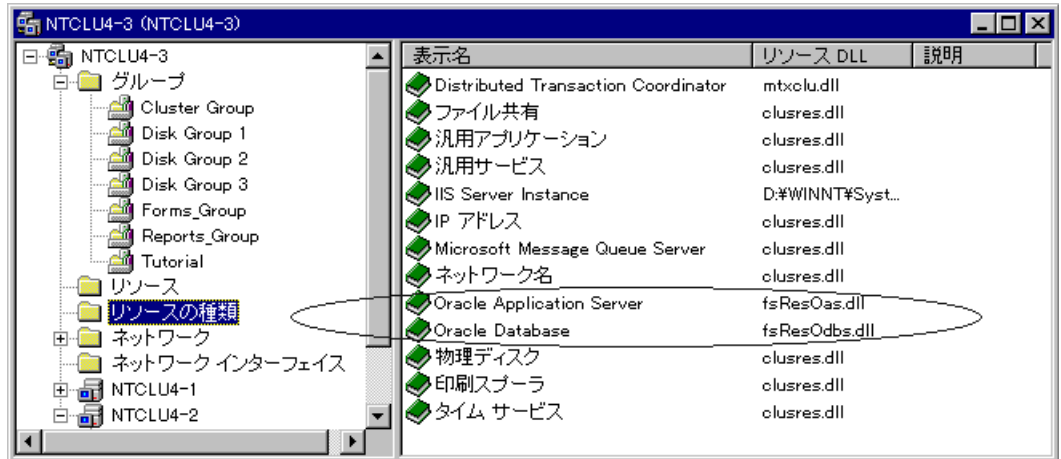 NTCLU4-3 (NTCLU4-3)
NTCLU4-3
グループ
Cluster Group
Disk Group 1
Disk Group 2
Disk Group 3
Forms_Group
Reports_Group
Tutorial
リソース
リソースの種類
ネットワーク
ネットワーク インターフェイス
NTCLU4-1
NTCLU4-2
表示名 リソース DLL 説明
Distributed Transaction Coordinator mtxclu.dll
ファイル共有 clusres.dll
汎用アプリケーション clusres.dll
汎用サービス clusres.dll
IIS Server Instance D:¥WINNT¥Syst...
IP アドレス clusres.dll
Microsoft Message Queue Server clusres.dll
ネットワーク名 clusres.dll
Oracle Application Server fsResOas.dll
Oracle Database fsResOdbs.dll
物理ディスク clusres.dll
印刷スプーラ clusres.dll
タイム サービス clusres.dll